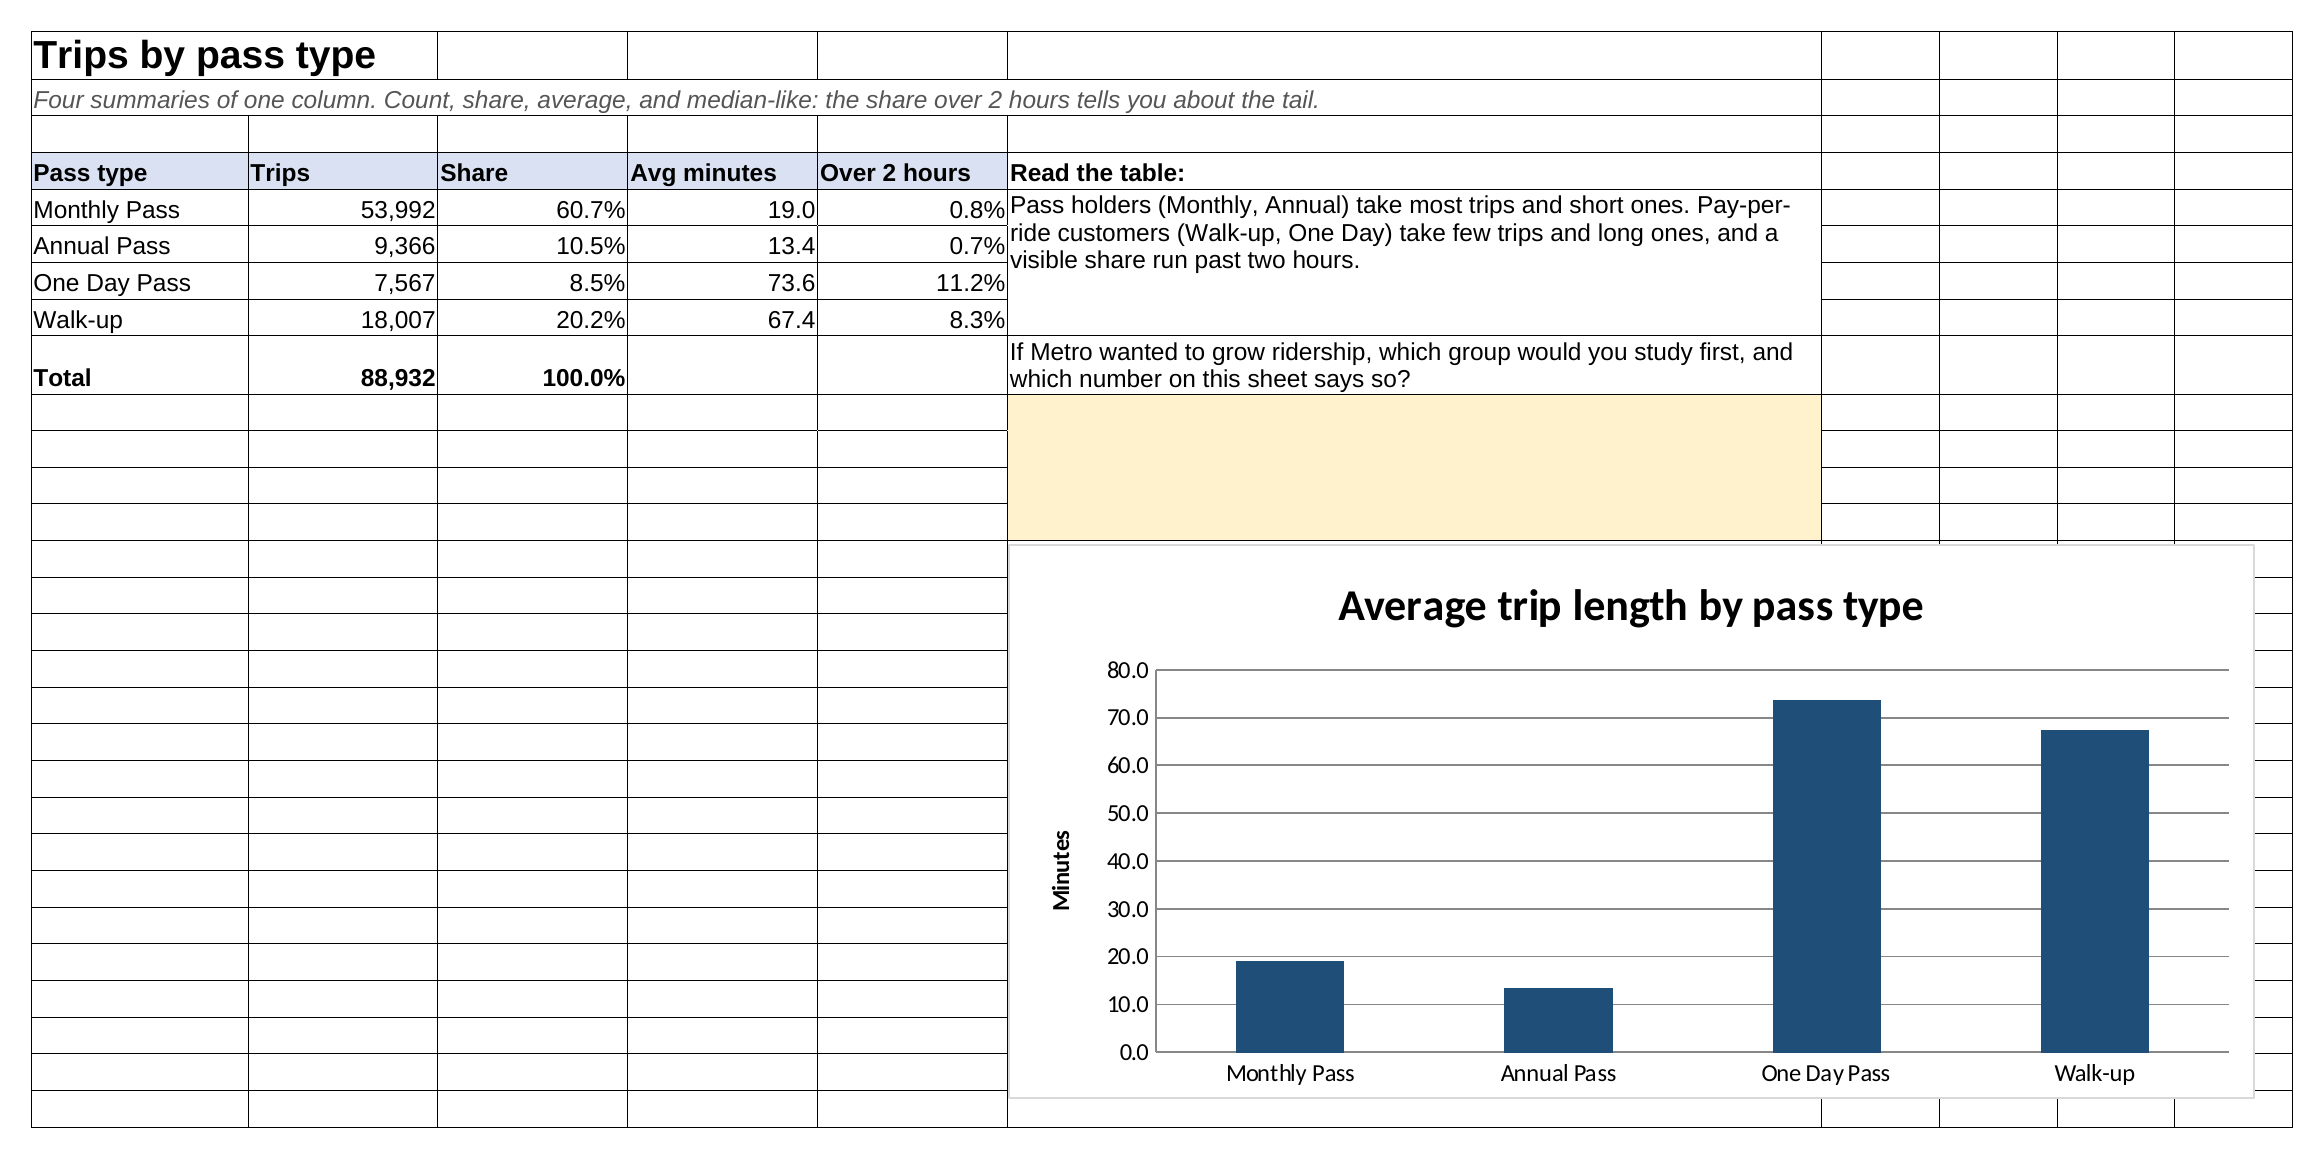 Trips by pass type
Four summaries of one column. Count, share, average, and median-like: the share over 2 hours tells you about the tail.
Pass type Trips Share Avg minutes Over 2 hours Read the table:
Monthly Pass 53,992 60.7% 19.0 0.8%
Annual Pass 9,366 10.5% 13.4 0.7%
One Day Pass 7,567 8.5% 73.6 11.2%
Walk-up 18,007 20.2% 67.4 8.3%
Total 88,932 100.0%
Pass holders (Monthly, Annual) take most trips and short ones. Pay-per-
ride customers (Walk-up, One Day) take few trips and long ones, and a
visible share run past two hours.
If Metro wanted to grow ridership, which group would you study first, and
which number on this sheet says so?
Average trip length by pass type
Minutes
80.0
70.0
60.0
50.0
40.0
30.0
20.0
10.0
0.0
Monthly Pass Annual Pass One Day Pass Walk-up